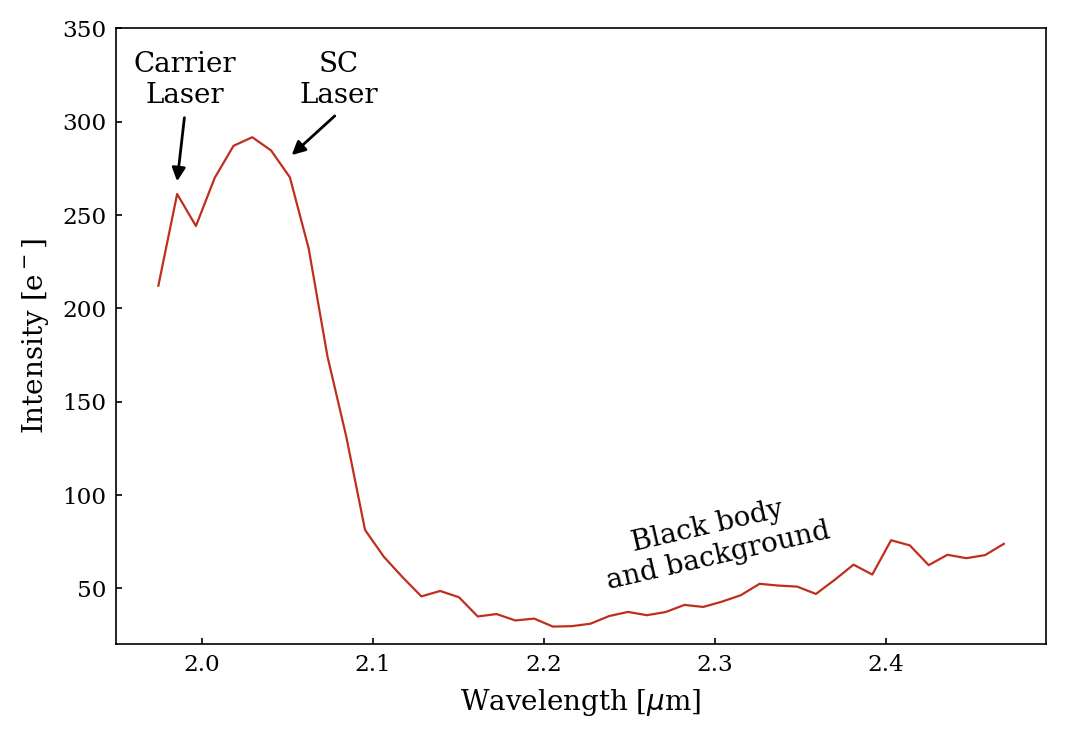 350
300
250
200
150
100
50
Intensity [e⁻]
Carrier
Laser
SC
Laser
Black body
and background
2.0
2.1
2.2
2.3
2.4
Wavelength [μm]